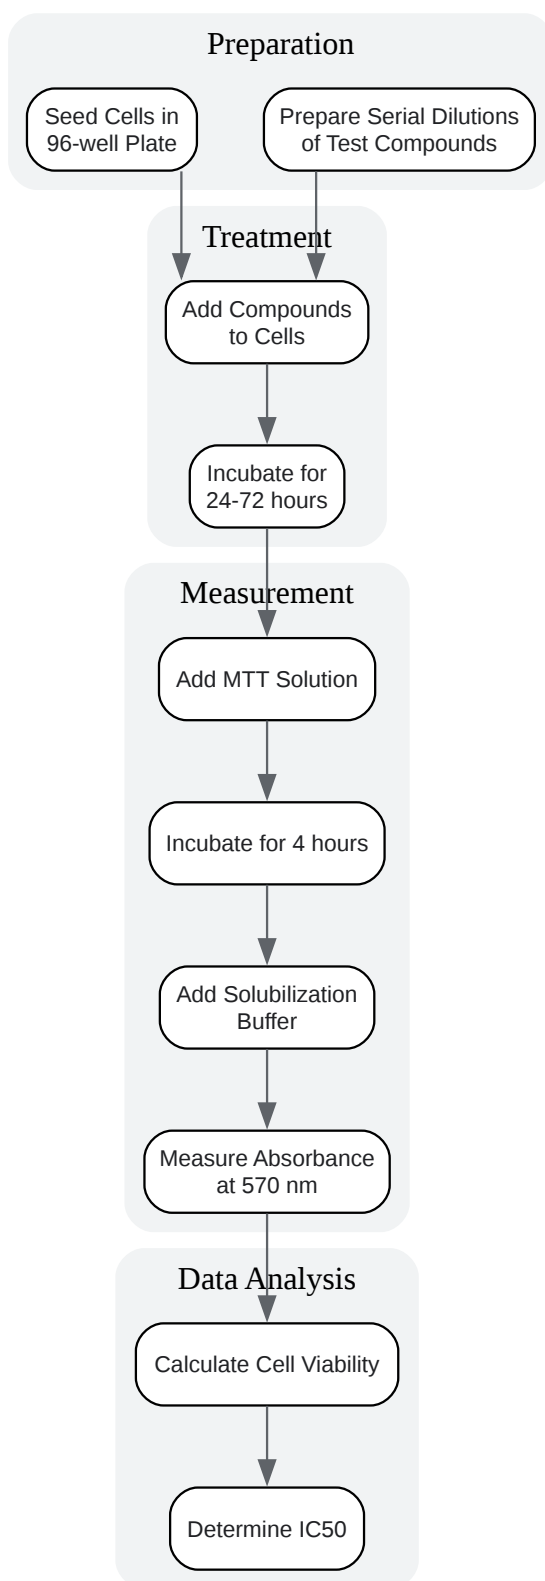 Preparation
Seed Cells in
96-well Plate
Prepare Serial Dilutions
of Test Compounds
Treatment
Add Compounds
to Cells
Incubate for
24-72 hours
Measurement
Add MTT Solution
Incubate for 4 hours
Add Solubilization
Buffer
Measure Absorbance
at 570 nm
Data Analysis
Calculate Cell Viability
Determine IC50